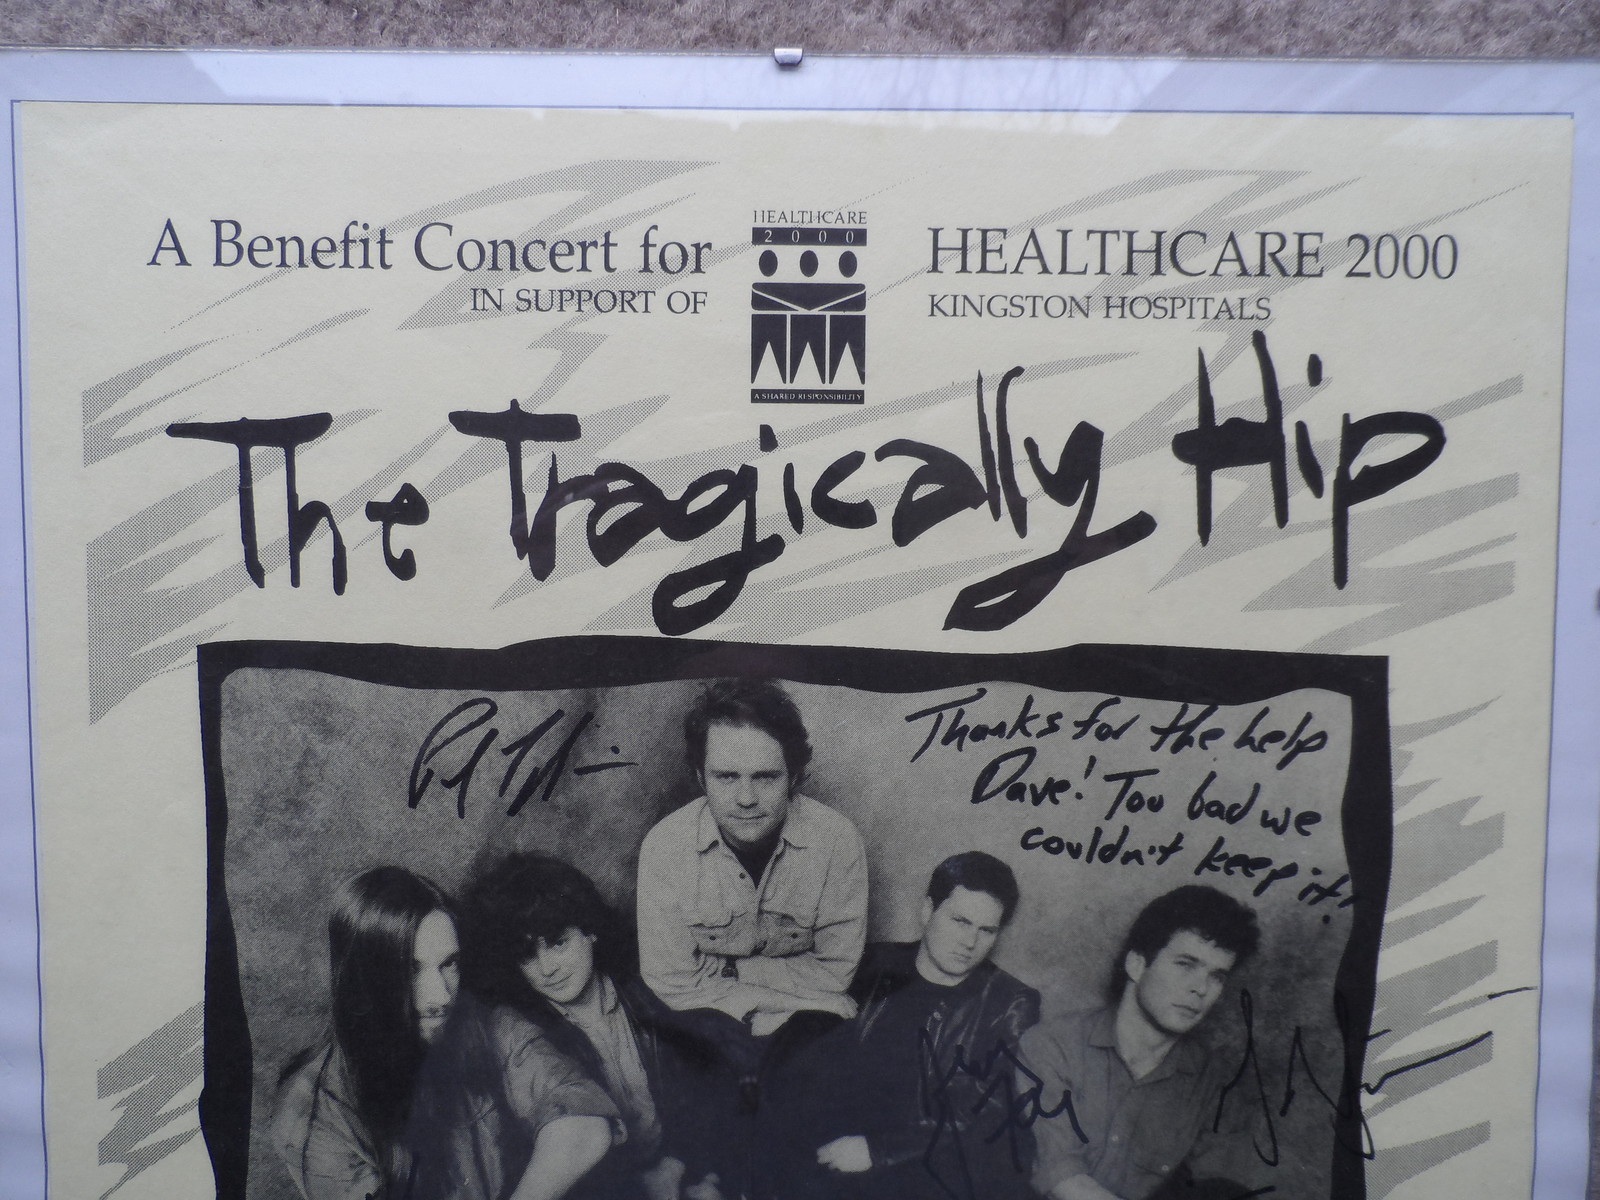 A Benefit Concert for
IN SUPPORT OF
HEALTHCARE
2000
A SHARED RESPONSIBILITY
HEALTHCARE 2000
KINGSTON HOSPITALS
The Tragically Hip
Thanks for the help
Dave! Too bad we
couldn't keep it!